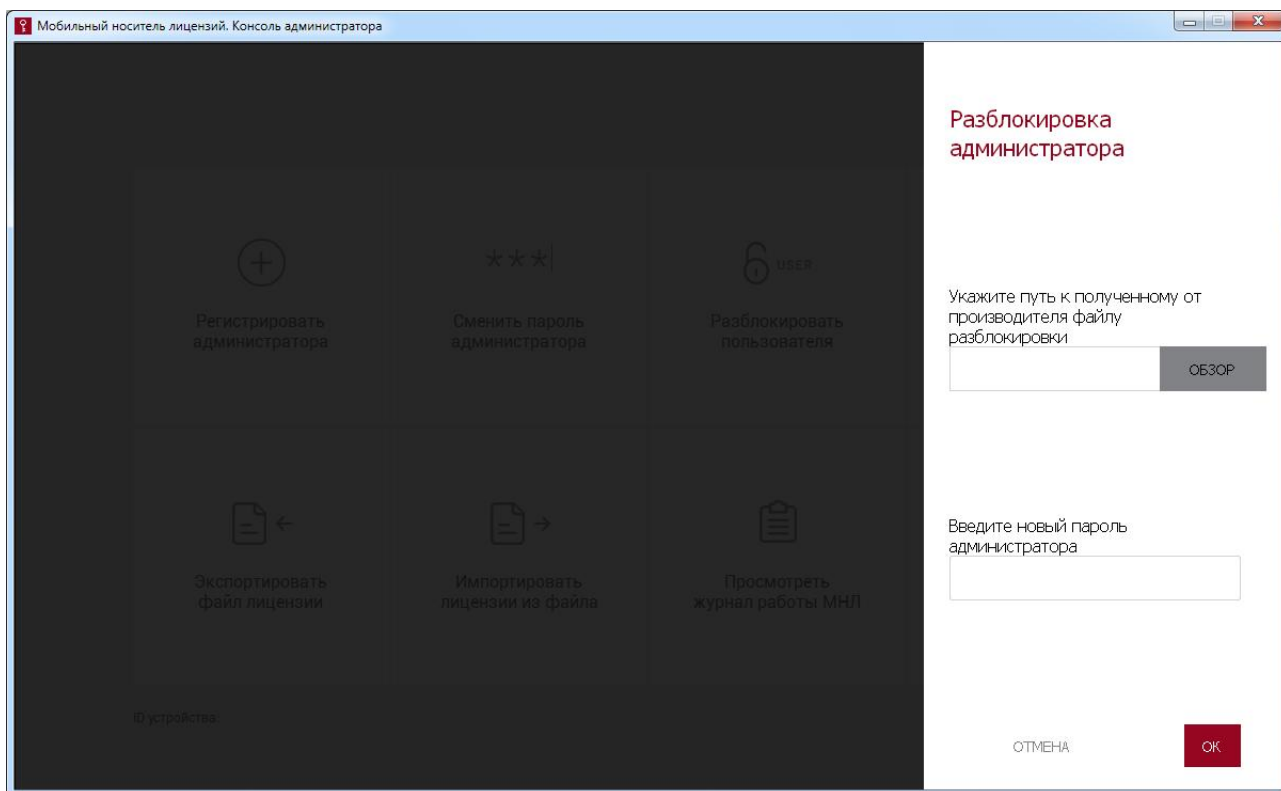 Мобильный носитель лицензий. Консоль администратора
Разблокировка
администратора
***
USER
Регистрировать
администратора
Сменить пароль
администратора
Разблокировать
пользователя
Укажите путь к полученному от
производителя файлу
разблокировки
ОБЗОР
Экспортировать
файл лицензии
Импортировать
лицензии из файла
Просмотреть
журнал работы МНЛ
Введите новый пароль
администратора
ID устройства:
ОТМЕНА
ОК